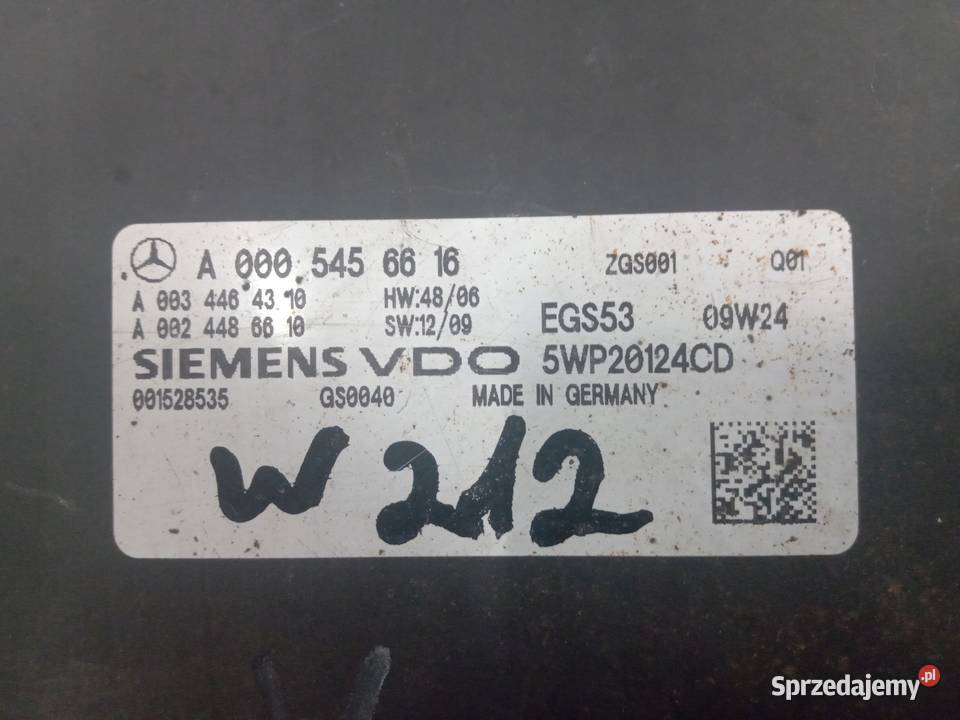 A 000 545 66 16 ZGS001 Q01
A 003 446 43 10 HW:48/06
A 002 448 66 10 SW:12/09 EGS53 09W24
SIEMENS VDO 5WP20124CD
001528535 GS0040 MADE IN GERMANY
W 212
Sprzedajemy.pl